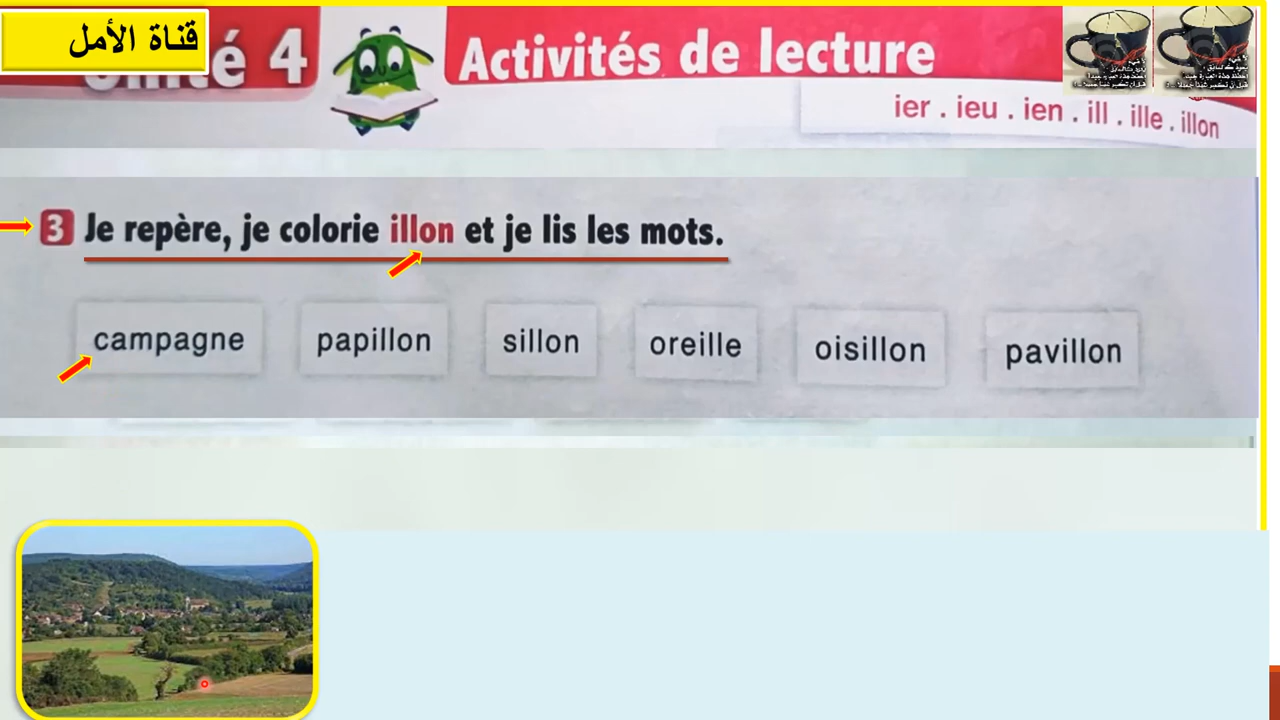 قناة الأمل
Unité 4
Activités de lecture
ier . ieu . ien . ill . ille . illon
3 Je repère, je colorie illon et je lis les mots.
campagne papillon sillon oreille oisillon pavillon